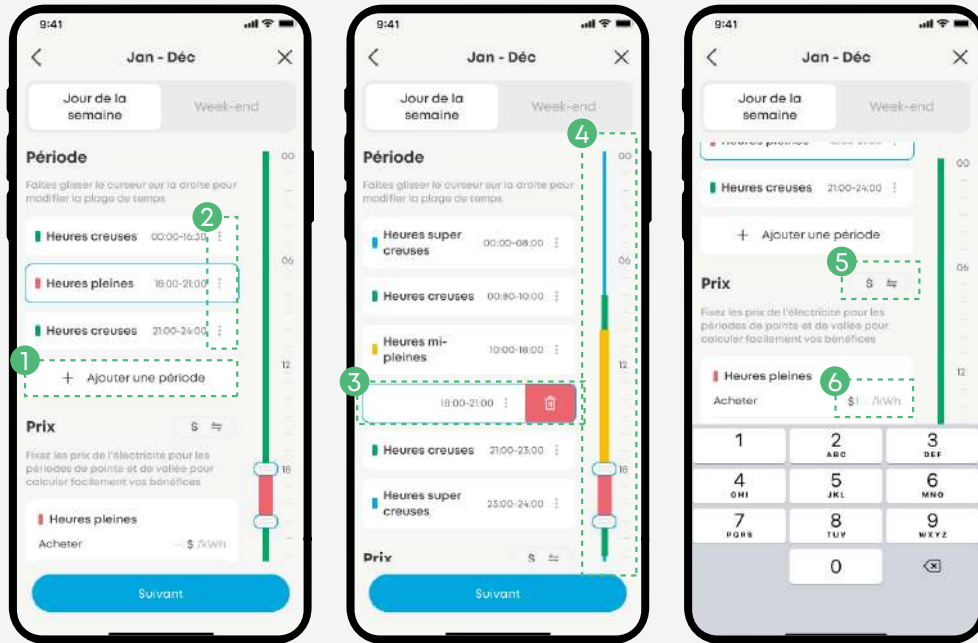 9:41
Jan - Déc
Jour de la
semaine
Week-end
Période
Faites glisser le curseur sur la droite pour
modifier la plage de temps
2
Heures creuses 00:00-16:30
Heures pleines 18:00-21:00
Heures creuses 21:00-24:00
1
+ Ajouter une période
Prix
$
Fixez les prix de l'électricité pour les
périodes de pointe et de vallée pour
calculer facilement vos bénéfices
Heures pleines
Acheter
-- $ /kWh
00
06
12
18
Suivant
9:41
Jan - Déc
Jour de la
semaine
Week-end
4
Période
Faites glisser le curseur sur la droite pour
modifier la plage de temps
Heures super
creuses
00:00-08:00
Heures creuses 00:80-10:00
Heures mi-
pleines
10:00-18:00
3
18:00-21:00
Heures creuses 21:00-23:00
Heures super
creuses
23:00-24:00
Prix
$
00
06
12
18
Suivant
9:41
Jan - Déc
Jour de la
semaine
Week-end
Heures pleines
Heures creuses 21:00-24:00
+ Ajouter une période
5
Prix
$
Fixez les prix de l'électricité pour les
périodes de pointe et de vallée pour
calculer facilement vos bénéfices
Heures pleines
6
Acheter
$ -- /kWh
00
06
12
1
2
ABC
3
DEF
4
GHI
5
JKL
6
MNO
7
PQRS
8
TUV
9
WXYZ
0